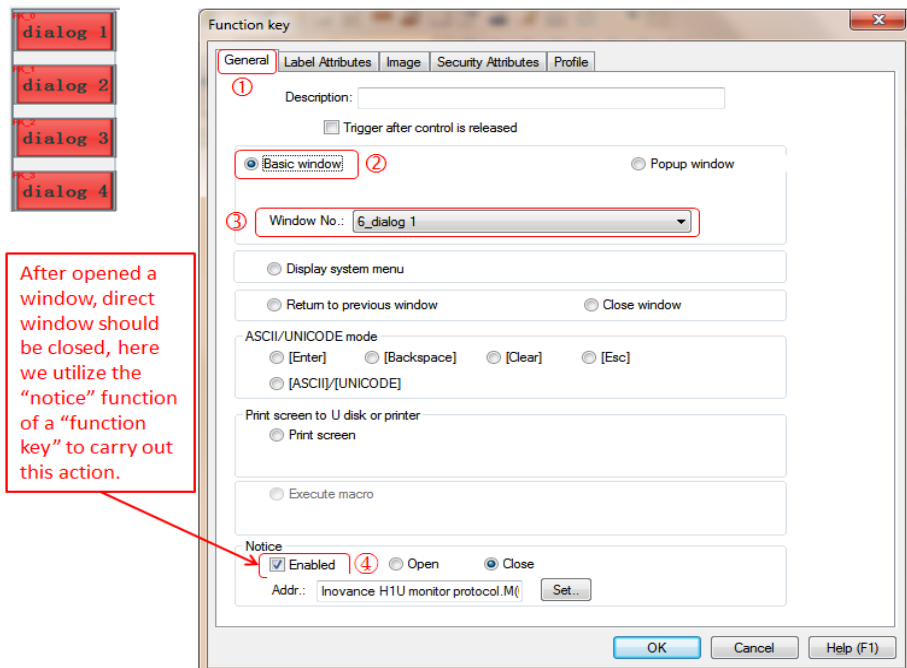 FK_0
dialog 1
FK_1
dialog 2
FK_2
dialog 3
FK_3
dialog 4
After opened a
window, direct
window should
be closed, here
we utilize the
“notice” function
of a “function
key” to carry out
this action.
Function key
General Label Attributes Image Security Attributes Profile
①
Description:
Trigger after control is released
Basic window ② Popup window
③ Window No.: 6_dialog 1
Display system menu
Return to previous window Close window
ASCII/UNICODE mode
[Enter] [Backspace] [Clear] [Esc]
[ASCII]/[UNICODE]
Print screen to U disk or printer
Print screen
Execute macro
Notice
Enabled ④ Open Close
Addr.: Inovance H1U monitor protocol.M( Set..
OK Cancel Help (F1)